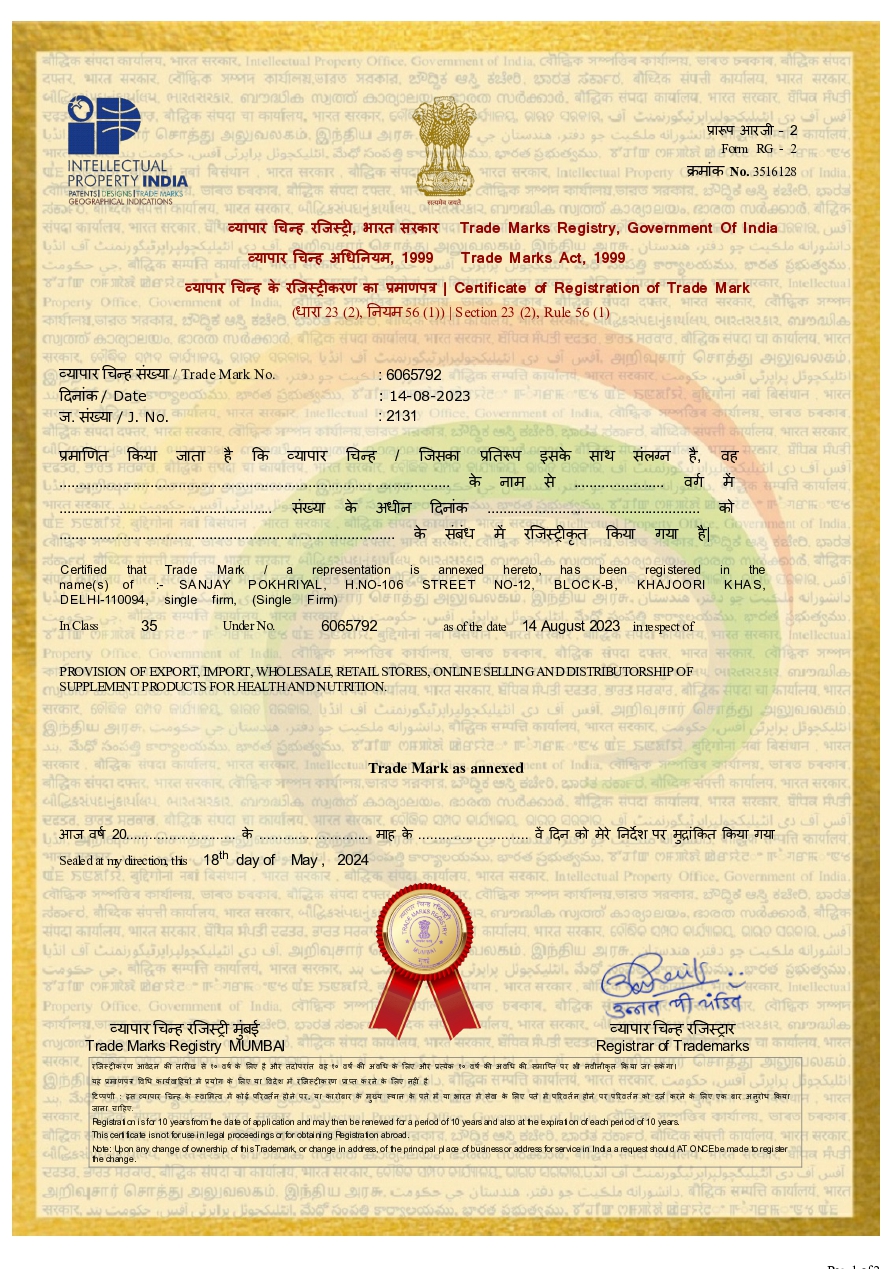 INTELLECTUAL
PROPERTY INDIA
PATENTS | DESIGNS | TRADE MARKS
GEOGRAPHICAL INDICATIONS
सत्यमेव जयते
प्रारूप आरजी - 2
Form RG - 2
क्रमांक No. 3516128
व्यापार चिन्ह रजिस्ट्री, भारत सरकार Trade Marks Registry, Government Of India
व्यापार चिन्ह अधिनियम, 1999 Trade Marks Act, 1999
व्यापार चिन्ह के रजिस्ट्रीकरण का प्रमाणपत्र | Certificate of Registration of Trade Mark
(धारा 23 (2), नियम 56 (1)) | Section 23 (2), Rule 56 (1)
व्यापार चिन्ह संख्या / Trade Mark No. : 6065792
दिनांक / Date : 14-08-2023
ज. संख्या / J. No. : 2131
प्रमाणित किया जाता है कि व्यापार चिन्ह / जिसका प्रतिरूप इसके साथ संलग्न है, वह
................................ के नाम से ................ वर्ग में
................................ संख्या के अधीन दिनांक ................................ को
................................ के संबंध में रजिस्ट्रीकृत किया गया है|
Certified that Trade Mark / a representation is annexed hereto, has been registered in the
name(s) of :- SANJAY POKHRIYAL, H.NO-106 STREET NO-12, BLOCK-B, KHAJOORI KHAS,
DELHI-110094, single firm, (Single Firm)
In Class 35 Under No. 6065792 as of the date 14 August 2023 in respect of
PROVISION OF EXPORT, IMPORT, WHOLESALE, RETAIL STORES, ONLINE SELLING AND DISTRIBUTORSHIP OF
SUPPLEMENT PRODUCTS FOR HEALTH AND NUTRITION.
Trade Mark as annexed
आज वर्ष 20.......................... के .......................... माह के .......................... वें दिन को मेरे निर्देश पर मुद्रांकित किया गया
Sealed at my direction, this 18th day of May , 2024
TRADE MARKS REGISTRY
MUMBAI
मुंबई
व्यापार चिन्ह रजिस्ट्री मुंबई
Trade Marks Registry MUMBAI
व्यापार चिन्ह रजिस्ट्रार
Registrar of Trademarks
रजिस्ट्रीकरण आवेदन की तारीख से १० वर्ष के लिए है और तदोपरांत वह १० वर्ष की अवधि के लिए और प्रत्येक १० वर्ष की अवधि की समाप्ति पर भी नवीनीकृत किया जा सकेगा।
यह प्रमाणपत्र विधि कार्यवाहियों में प्रयोग के लिए या विदेश में रजिस्ट्रीकरण प्राप्त करने के लिए नहीं है
टिप्पणी : इस व्यापार चिन्ह के स्वामित्व में कोई परिवर्तन होने पर, या कारोबार के मुख्य स्थान के पते में या भारत में सेवा के लिए पते में परिवर्तन होने पर परिवर्तन को दर्ज करने के लिए एक बार अनुरोध किया
जाना चाहिए.
Registration is for 10 years from the date of application and may then be renewed for a period of 10 years and also at the expiration of each period of 10 years.
This certificate is not for use in legal proceedings or for obtaining Registration abroad.
Note: Upon any change of ownership of this Trademark, or change in address, of the principal place of business or address for service in India a request should AT ONCE be made to register
the change.